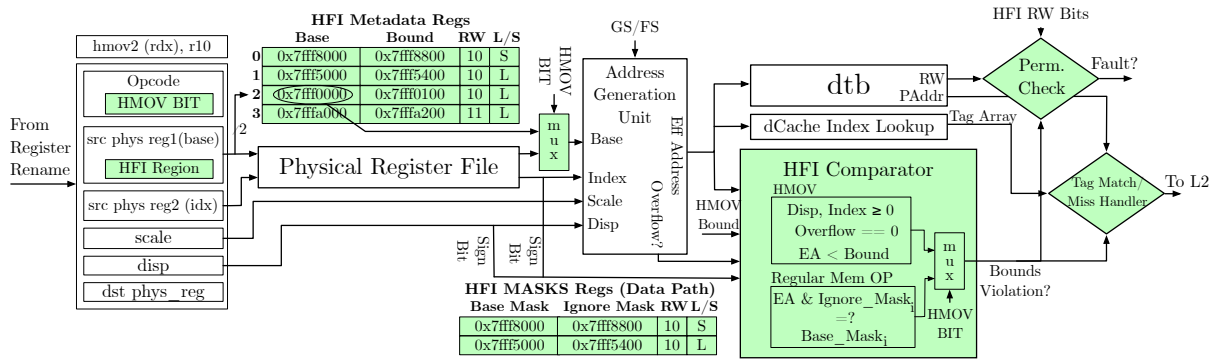 HFI Metadata Regs
Base Bound RW L/S
0 0x7fff8000 0x7fff8800 10 S
1 0x7fff5000 0x7fff5400 10 L
2 0x7fff0000 0x7fff0100 10 L
3 0x7fffa000 0x7fffa200 11 L
hmov2 (rdx), r10
Opcode
HMOV BIT
src phys reg1(base)
HFI Region
src phys reg2 (idx)
scale
disp
dst phys_reg
From
Register
Rename
/2
Physical Register File
HMOV
BIT
mux
GS/FS
Address
Generation
Unit
Base
Index
Scale
Disp
Eff Address
Overflow?
Sign
Bit
Sign
Bit
HFI MASKS Regs (Data Path)
Base Mask Ignore Mask RW L/S
0x7fff8000 0x7fff8800 10 S
0x7fff5000 0x7fff5400 10 L
dtb
RW
PAddr
dCache Index Lookup
Tag Array
HFI RW Bits
Perm.
Check
Fault?
HMOV
Bound
HFI Comparator
HMOV
Disp, Index ≥ 0
Overflow == 0
EA < Bound
Regular Mem OP
EA & Ignore_Maskᵢ
=?
Base_Maskᵢ
mux
HMOV
BIT
Bounds
Violation?
Tag Match/
Miss Handler
To L2